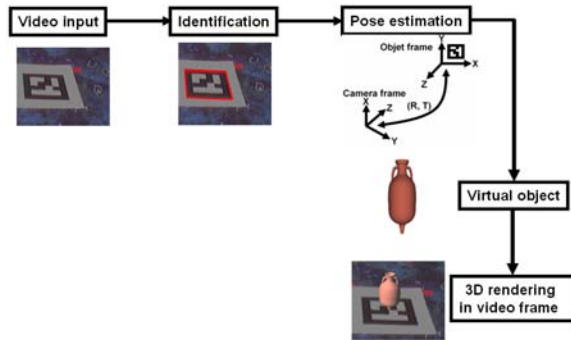 Video input
Identification
Pose estimation
Objet frame
Y
X
Z
Camera frame
X
Z
Y
(R, T)
Virtual object
3D rendering
in video frame